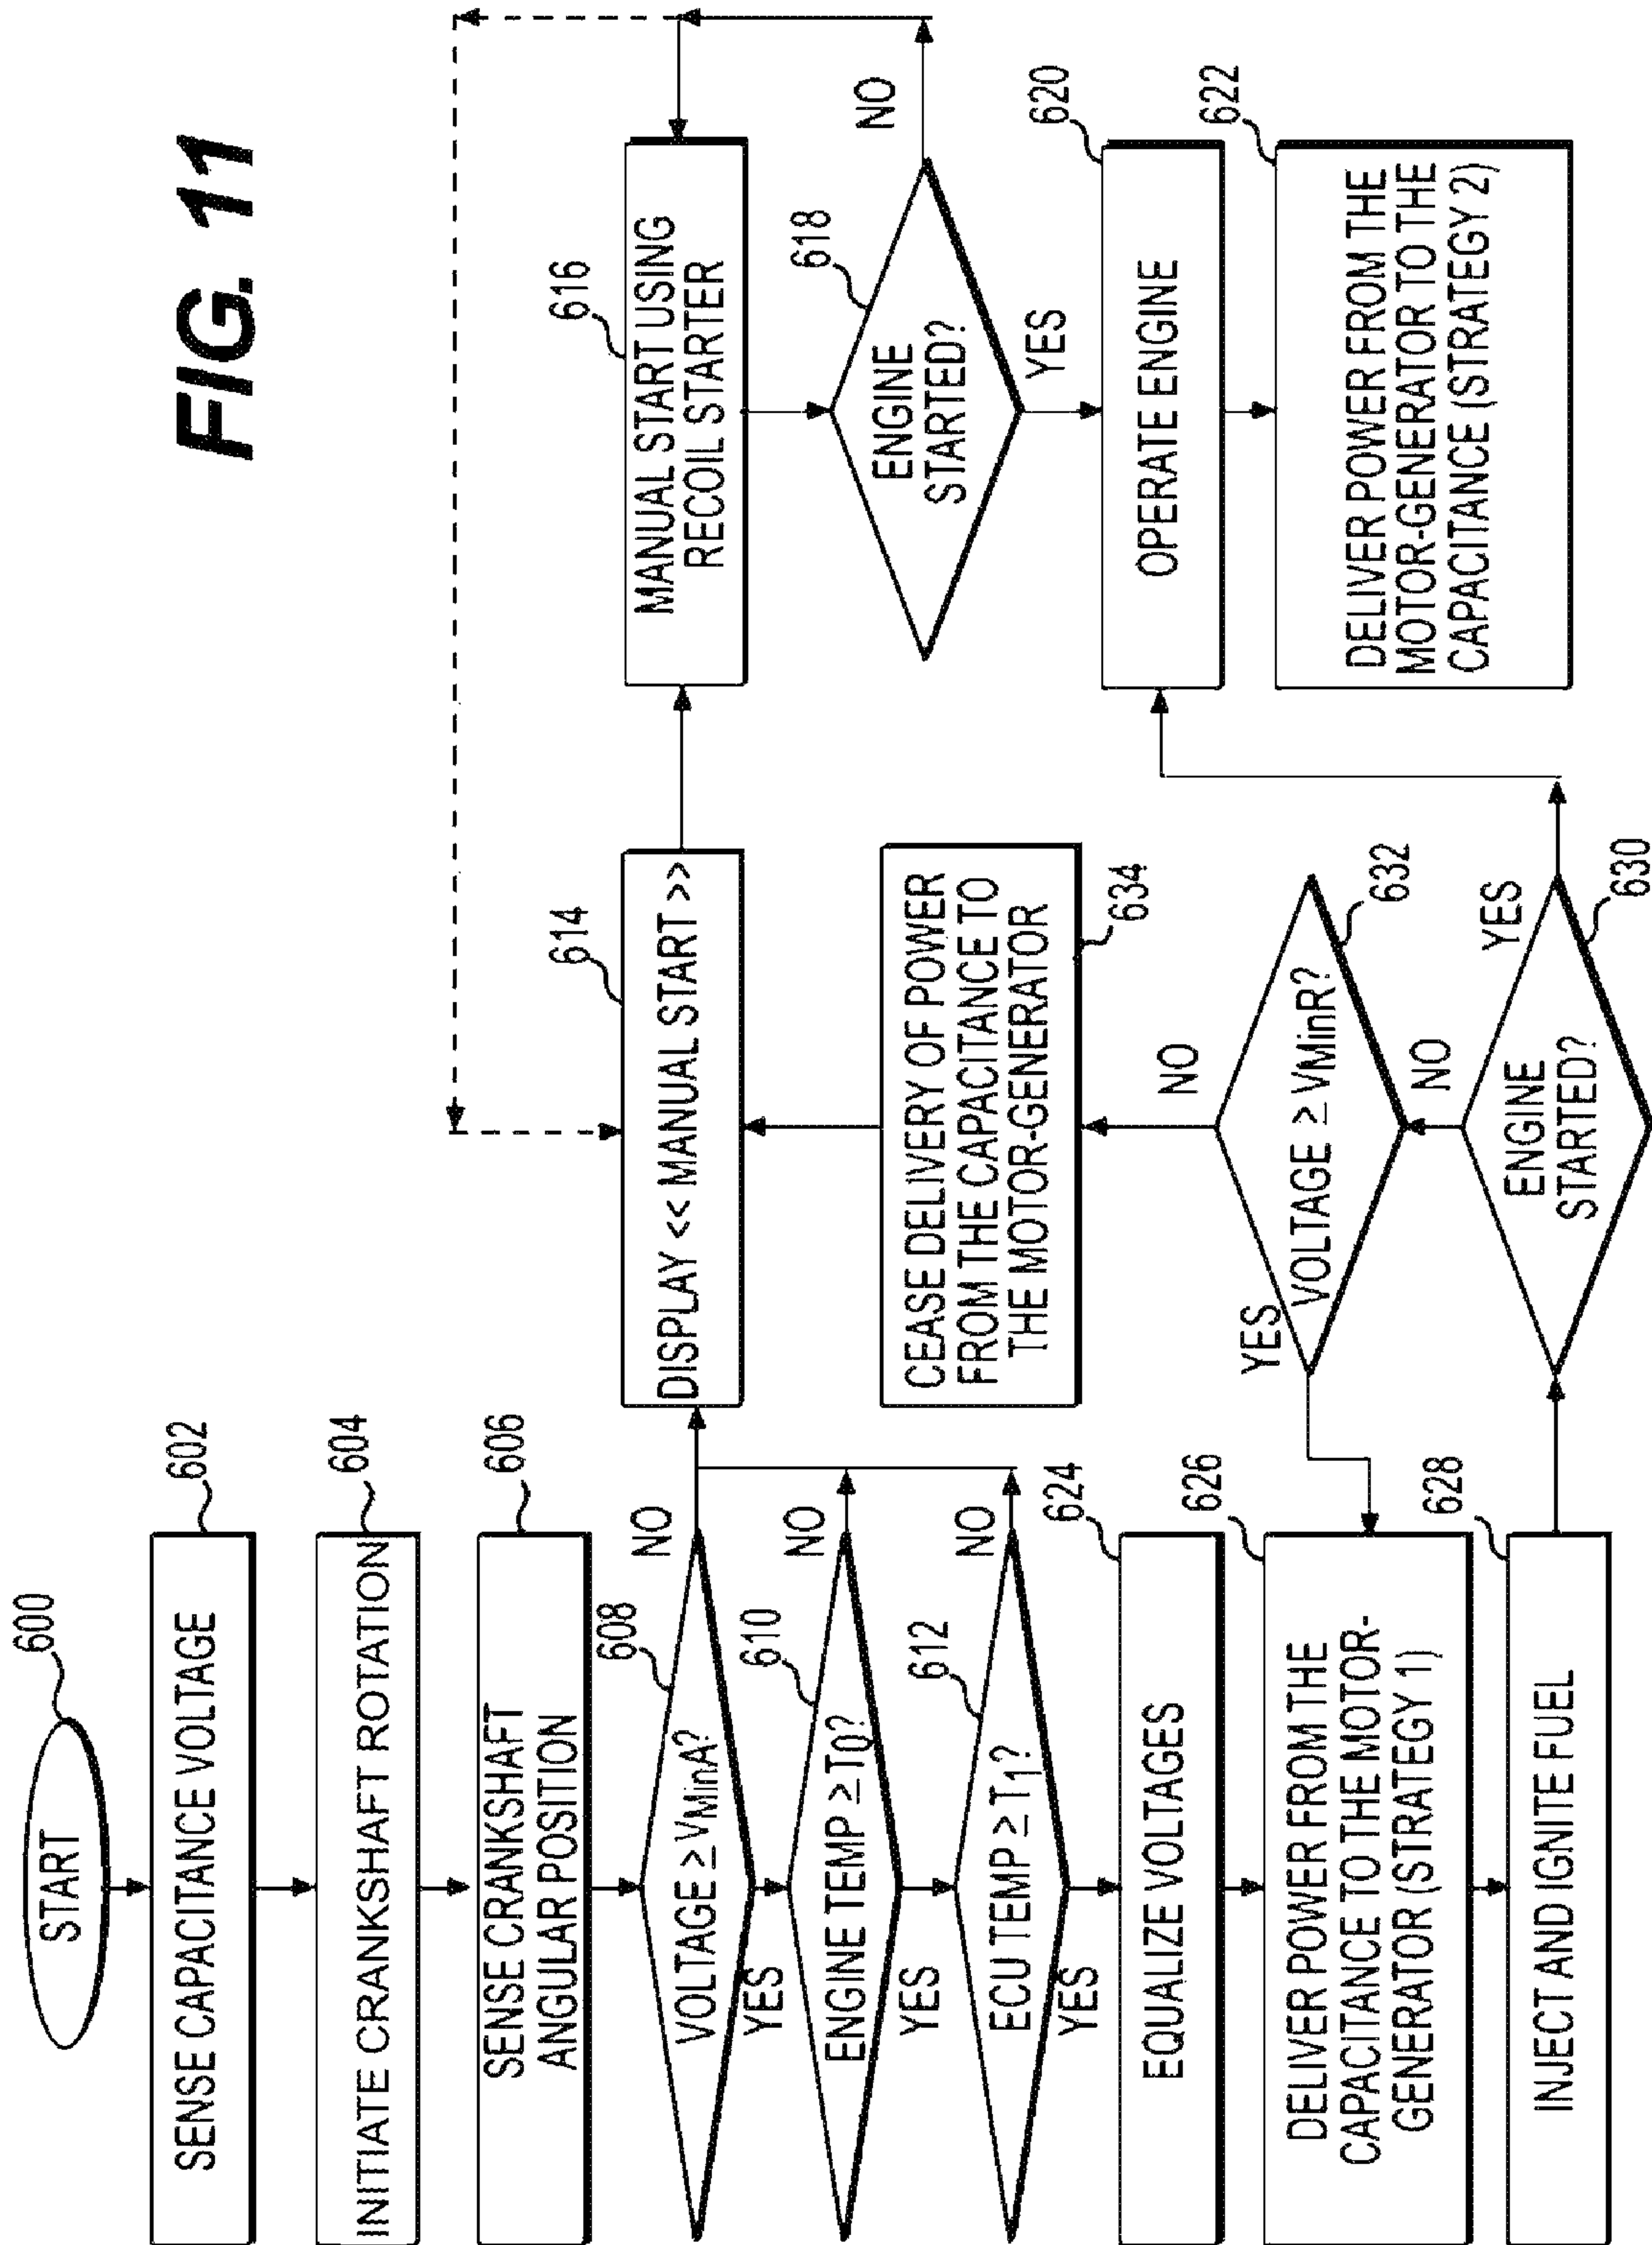 FIG. 11
600
START
602
SENSE CAPACITANCE VOLTAGE
604
INITIATE CRANKSHAFT ROTATION
606
SENSE CRANKSHAFT
ANGULAR POSITION
608
VOLTAGE ≥ VMinA?
NO
YES
610
ENGINE TEMP ≥ T0?
NO
YES
612
ECU TEMP ≥ T1?
NO
YES
624
EQUALIZE VOLTAGES
626
DELIVER POWER FROM THE
CAPACITANCE TO THE MOTOR-
GENERATOR (STRATEGY 1)
628
INJECT AND IGNITE FUEL
614
DISPLAY << MANUAL START >>
CEASE DELIVERY OF POWER
FROM THE CAPACITANCE TO
THE MOTOR-GENERATOR
634
NO
632
VOLTAGE ≥ VMinR?
YES
NO
YES
ENGINE
STARTED?
630
616
MANUAL START USING
RECOIL STARTER
618
ENGINE
STARTED?
NO
YES
620
OPERATE ENGINE
622
DELIVER POWER FROM THE
MOTOR-GENERATOR TO THE
CAPACITANCE (STRATEGY 2)